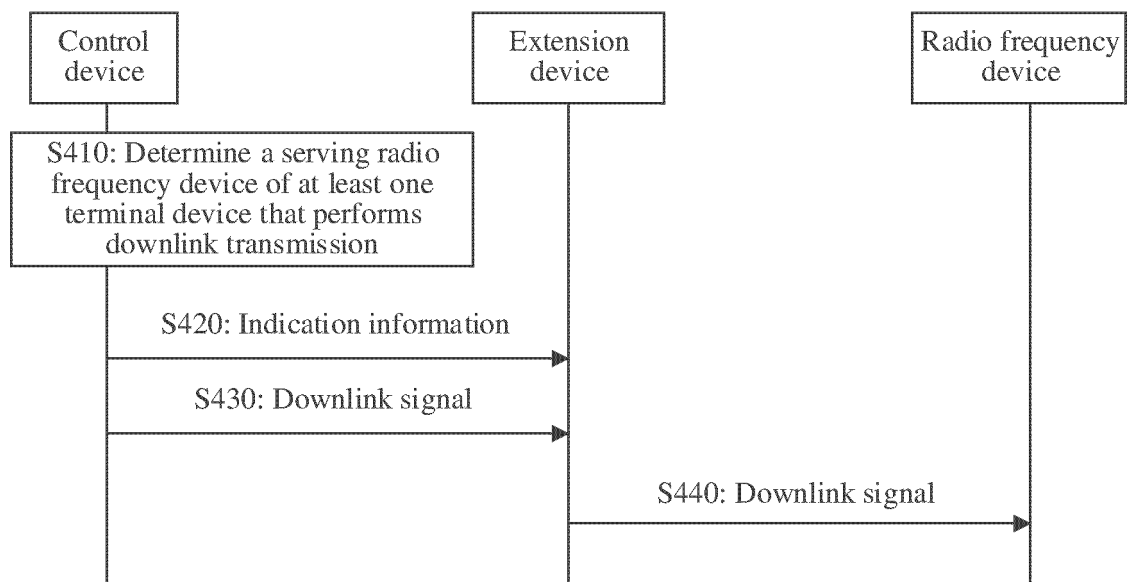 Control
device
Extension
device
Radio frequency
device
S410: Determine a serving radio
frequency device of at least one
terminal device that performs
downlink transmission
S420: Indication information
S430: Downlink signal
S440: Downlink signal